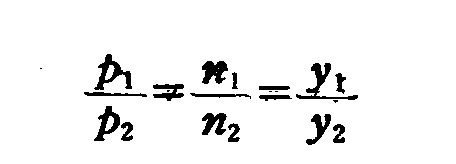 p₁/p₂ = n₁/n₂ = y₁/y₂